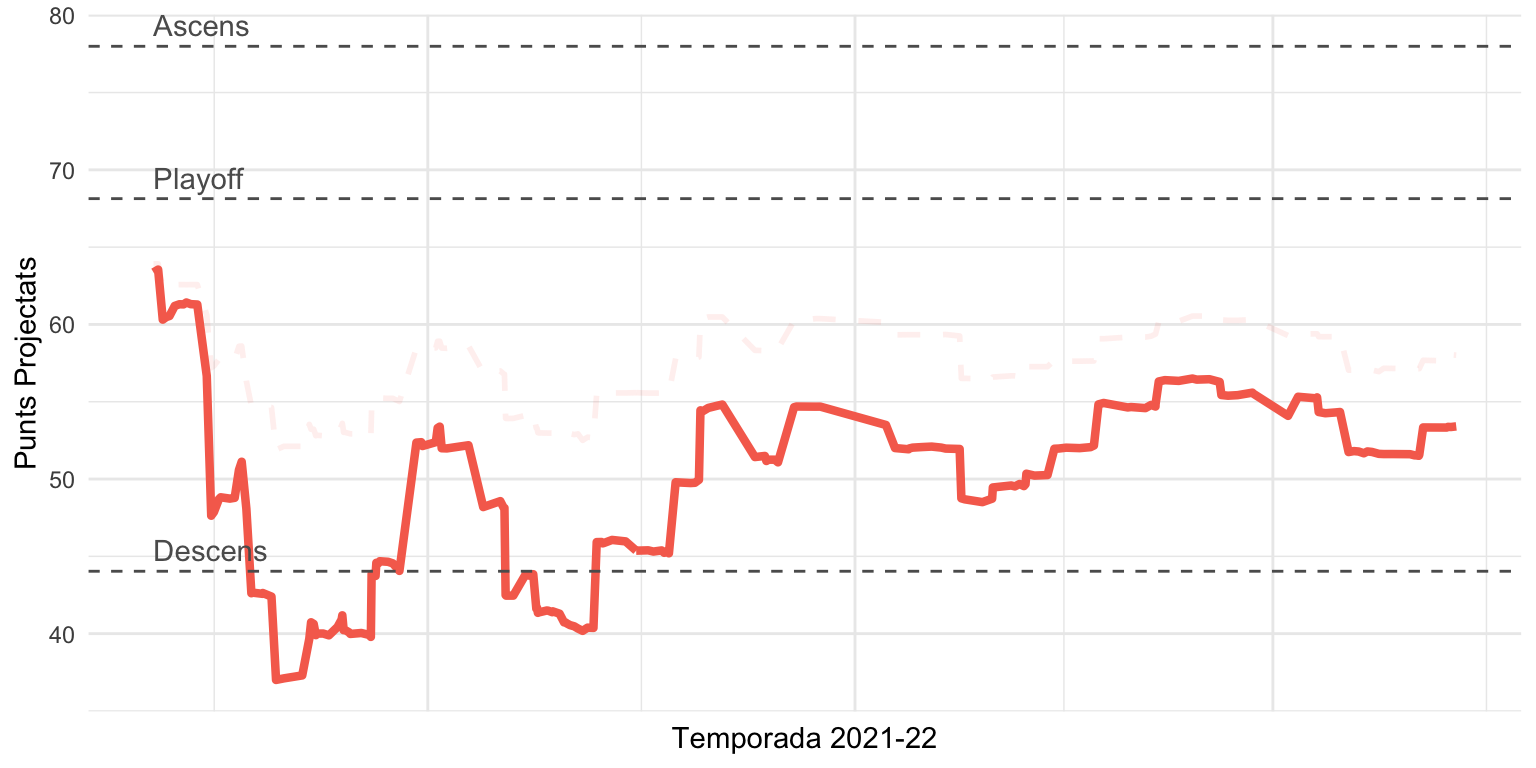 80
Ascens
70
Playoff
60
50
Descens
40
Punts Projectats
Temporada 2021-22